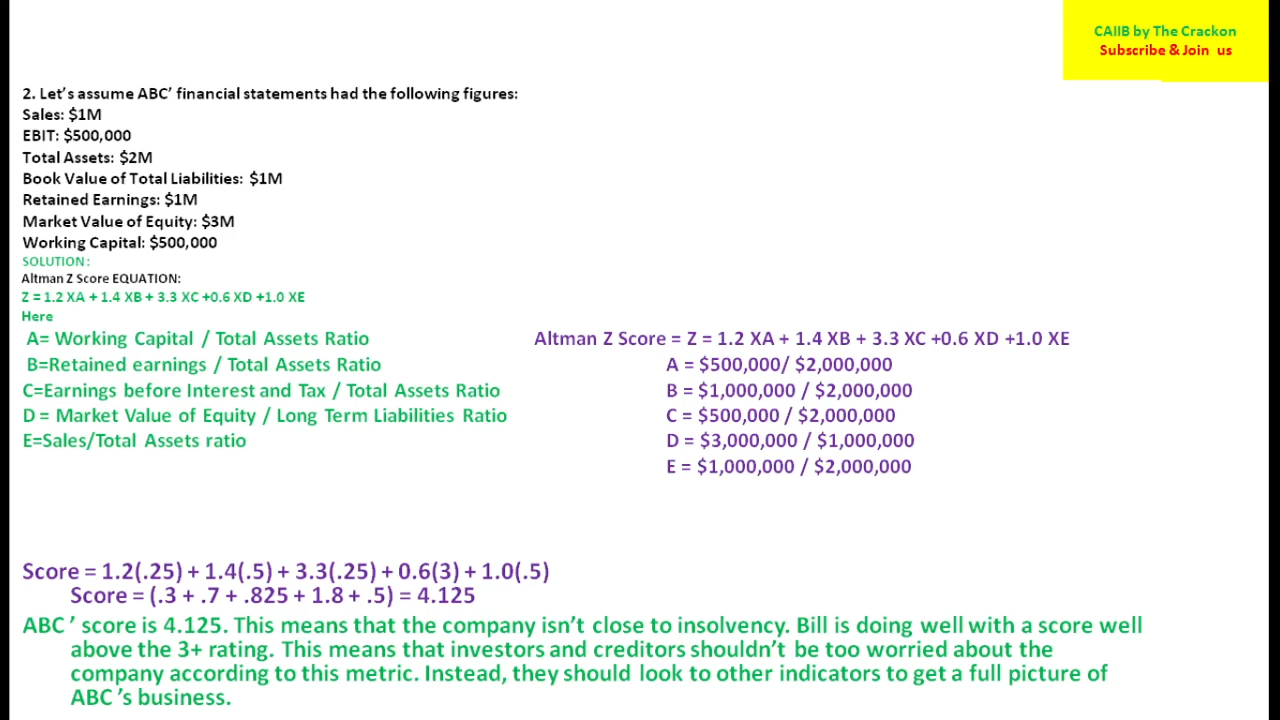 CAIIB by The Crackon
Subscribe & Join us
2. Let's assume ABC' financial statements had the following figures:
Sales: $1M
EBIT: $500,000
Total Assets: $2M
Book Value of Total Liabilities: $1M
Retained Earnings: $1M
Market Value of Equity: $3M
Working Capital: $500,000
SOLUTION :
Altman Z Score EQUATION:
Z = 1.2 XA + 1.4 XB + 3.3 XC +0.6 XD +1.0 XE
Here
A= Working Capital / Total Assets Ratio
B=Retained earnings / Total Assets Ratio
C=Earnings before Interest and Tax / Total Assets Ratio
D = Market Value of Equity / Long Term Liabilities Ratio
E=Sales/Total Assets ratio
Altman Z Score = Z = 1.2 XA + 1.4 XB + 3.3 XC +0.6 XD +1.0 XE
A = $500,000/ $2,000,000
B = $1,000,000 / $2,000,000
C = $500,000 / $2,000,000
D = $3,000,000 / $1,000,000
E = $1,000,000 / $2,000,000
Score = 1.2(.25) + 1.4(.5) + 3.3(.25) + 0.6(3) + 1.0(.5)
Score = (.3 + .7 + .825 + 1.8 + .5) = 4.125
ABC ' score is 4.125. This means that the company isn't close to insolvency. Bill is doing well with a score well
above the 3+ rating. This means that investors and creditors shouldn't be too worried about the
company according to this metric. Instead, they should look to other indicators to get a full picture of
ABC 's business.